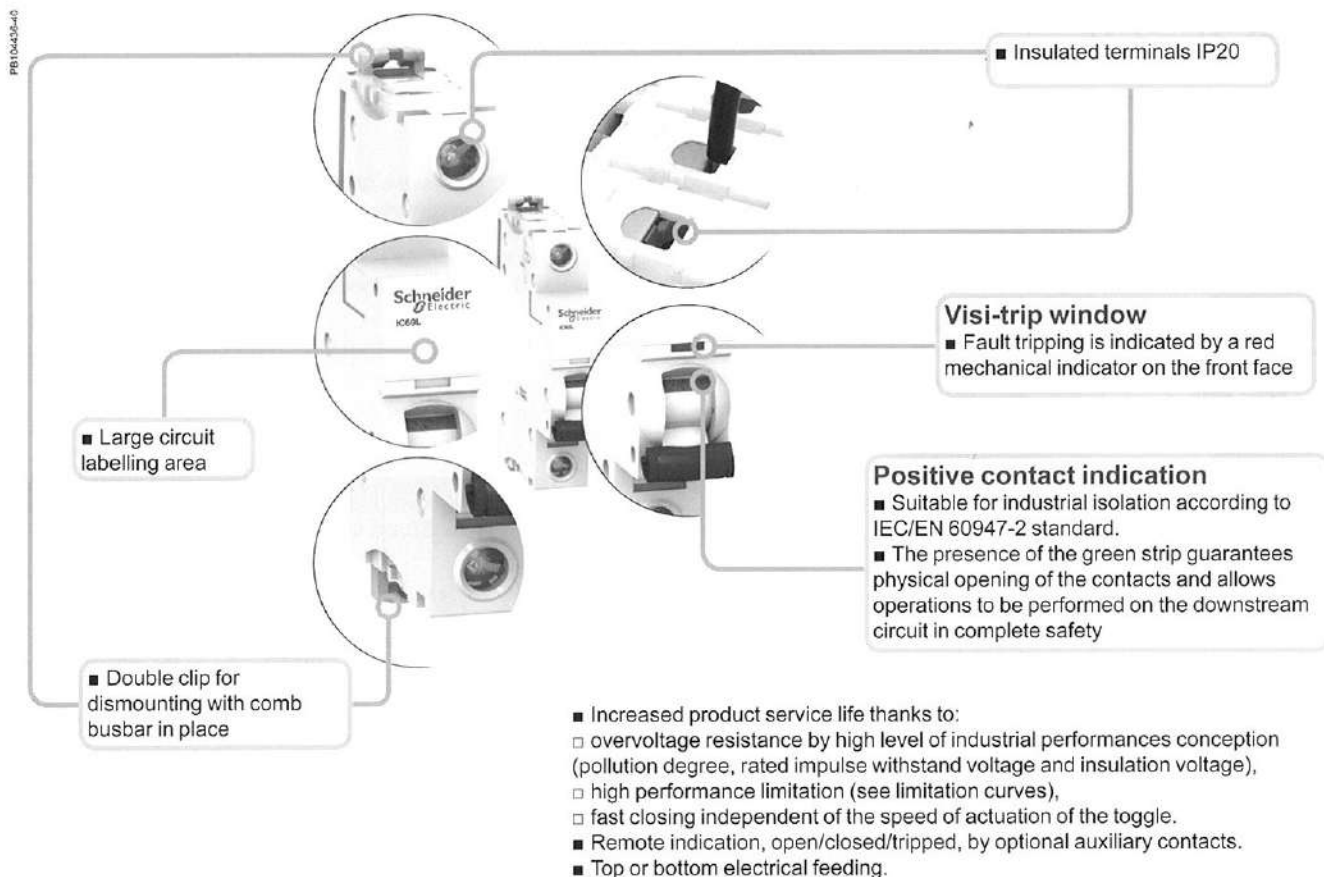 PB104436-40
■ Insulated terminals IP20
Schneider
Electric
iC60L
Schneider
Electric
Visi-trip window
■ Fault tripping is indicated by a red
mechanical indicator on the front face
■ Large circuit
labelling area
Positive contact indication
■ Suitable for industrial isolation according to
IEC/EN 60947-2 standard.
■ The presence of the green strip guarantees
physical opening of the contacts and allows
operations to be performed on the downstream
circuit in complete safety
■ Double clip for
dismounting with comb
busbar in place
■ Increased product service life thanks to:
□ overvoltage resistance by high level of industrial performances conception
(pollution degree, rated impulse withstand voltage and insulation voltage),
□ high performance limitation (see limitation curves),
□ fast closing independent of the speed of actuation of the toggle.
■ Remote indication, open/closed/tripped, by optional auxiliary contacts.
■ Top or bottom electrical feeding.